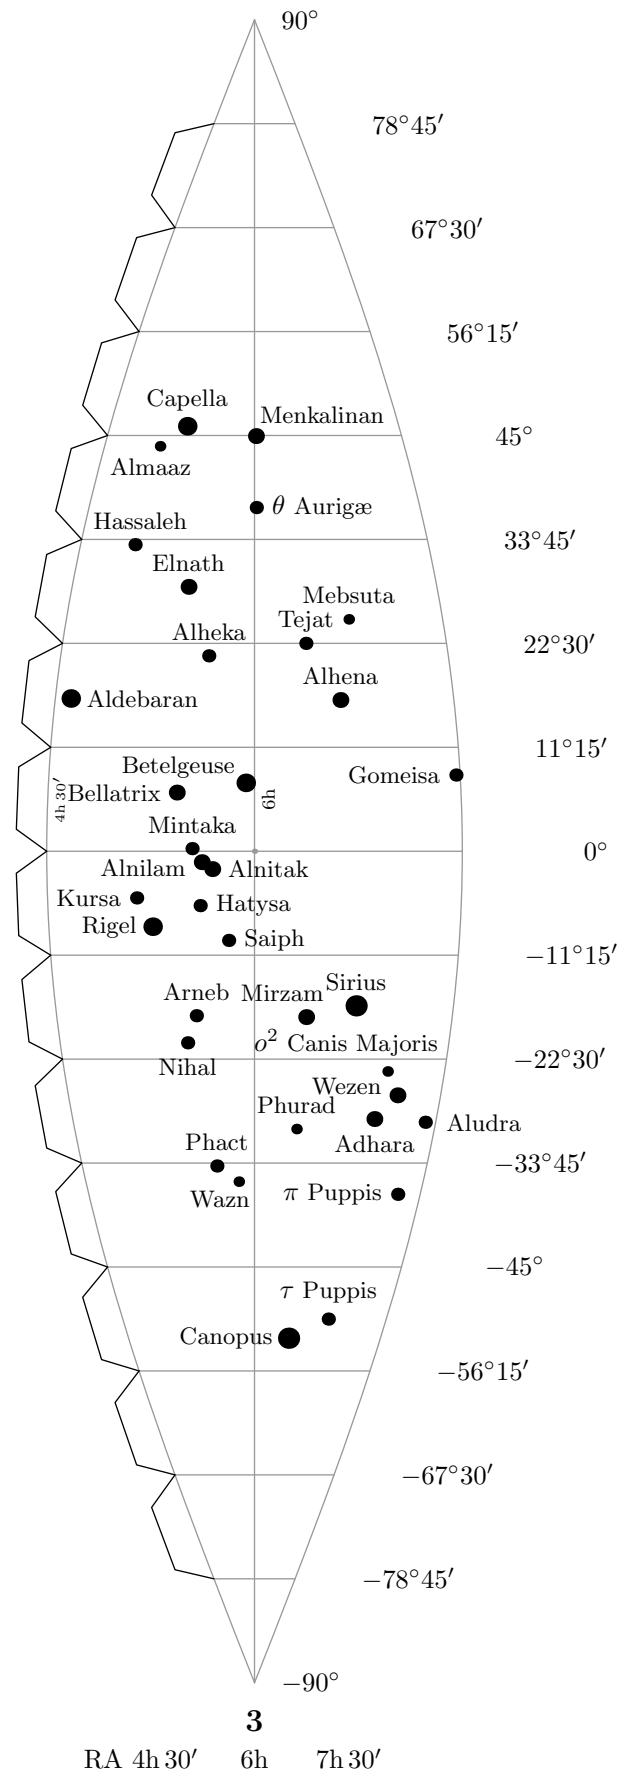 90°
78°45′
67°30′
56°15′
Capella
Menkalinan
45°
Almaaz
θ Aurigæ
Hassaleh
33°45′
Elnath
Mebsuta
Tejat
Alheka
22°30′
Alhena
Aldebaran
11°15′
Betelgeuse
Gomeisa
4h 30′
Bellatrix
6h
Mintaka
0°
Alnilam
Alnitak
Kursa
Hatysa
Rigel
Saiph
−11°15′
Sirius
Arneb
Mirzam
o² Canis Majoris
−22°30′
Nihal
Wezen
Phurad
Aludra
Adhara
Phact
−33°45′
Wazn
π Puppis
−45°
τ Puppis
Canopus
−56°15′
−67°30′
−78°45′
−90°
3
RA 4h 30′ 6h 7h 30′